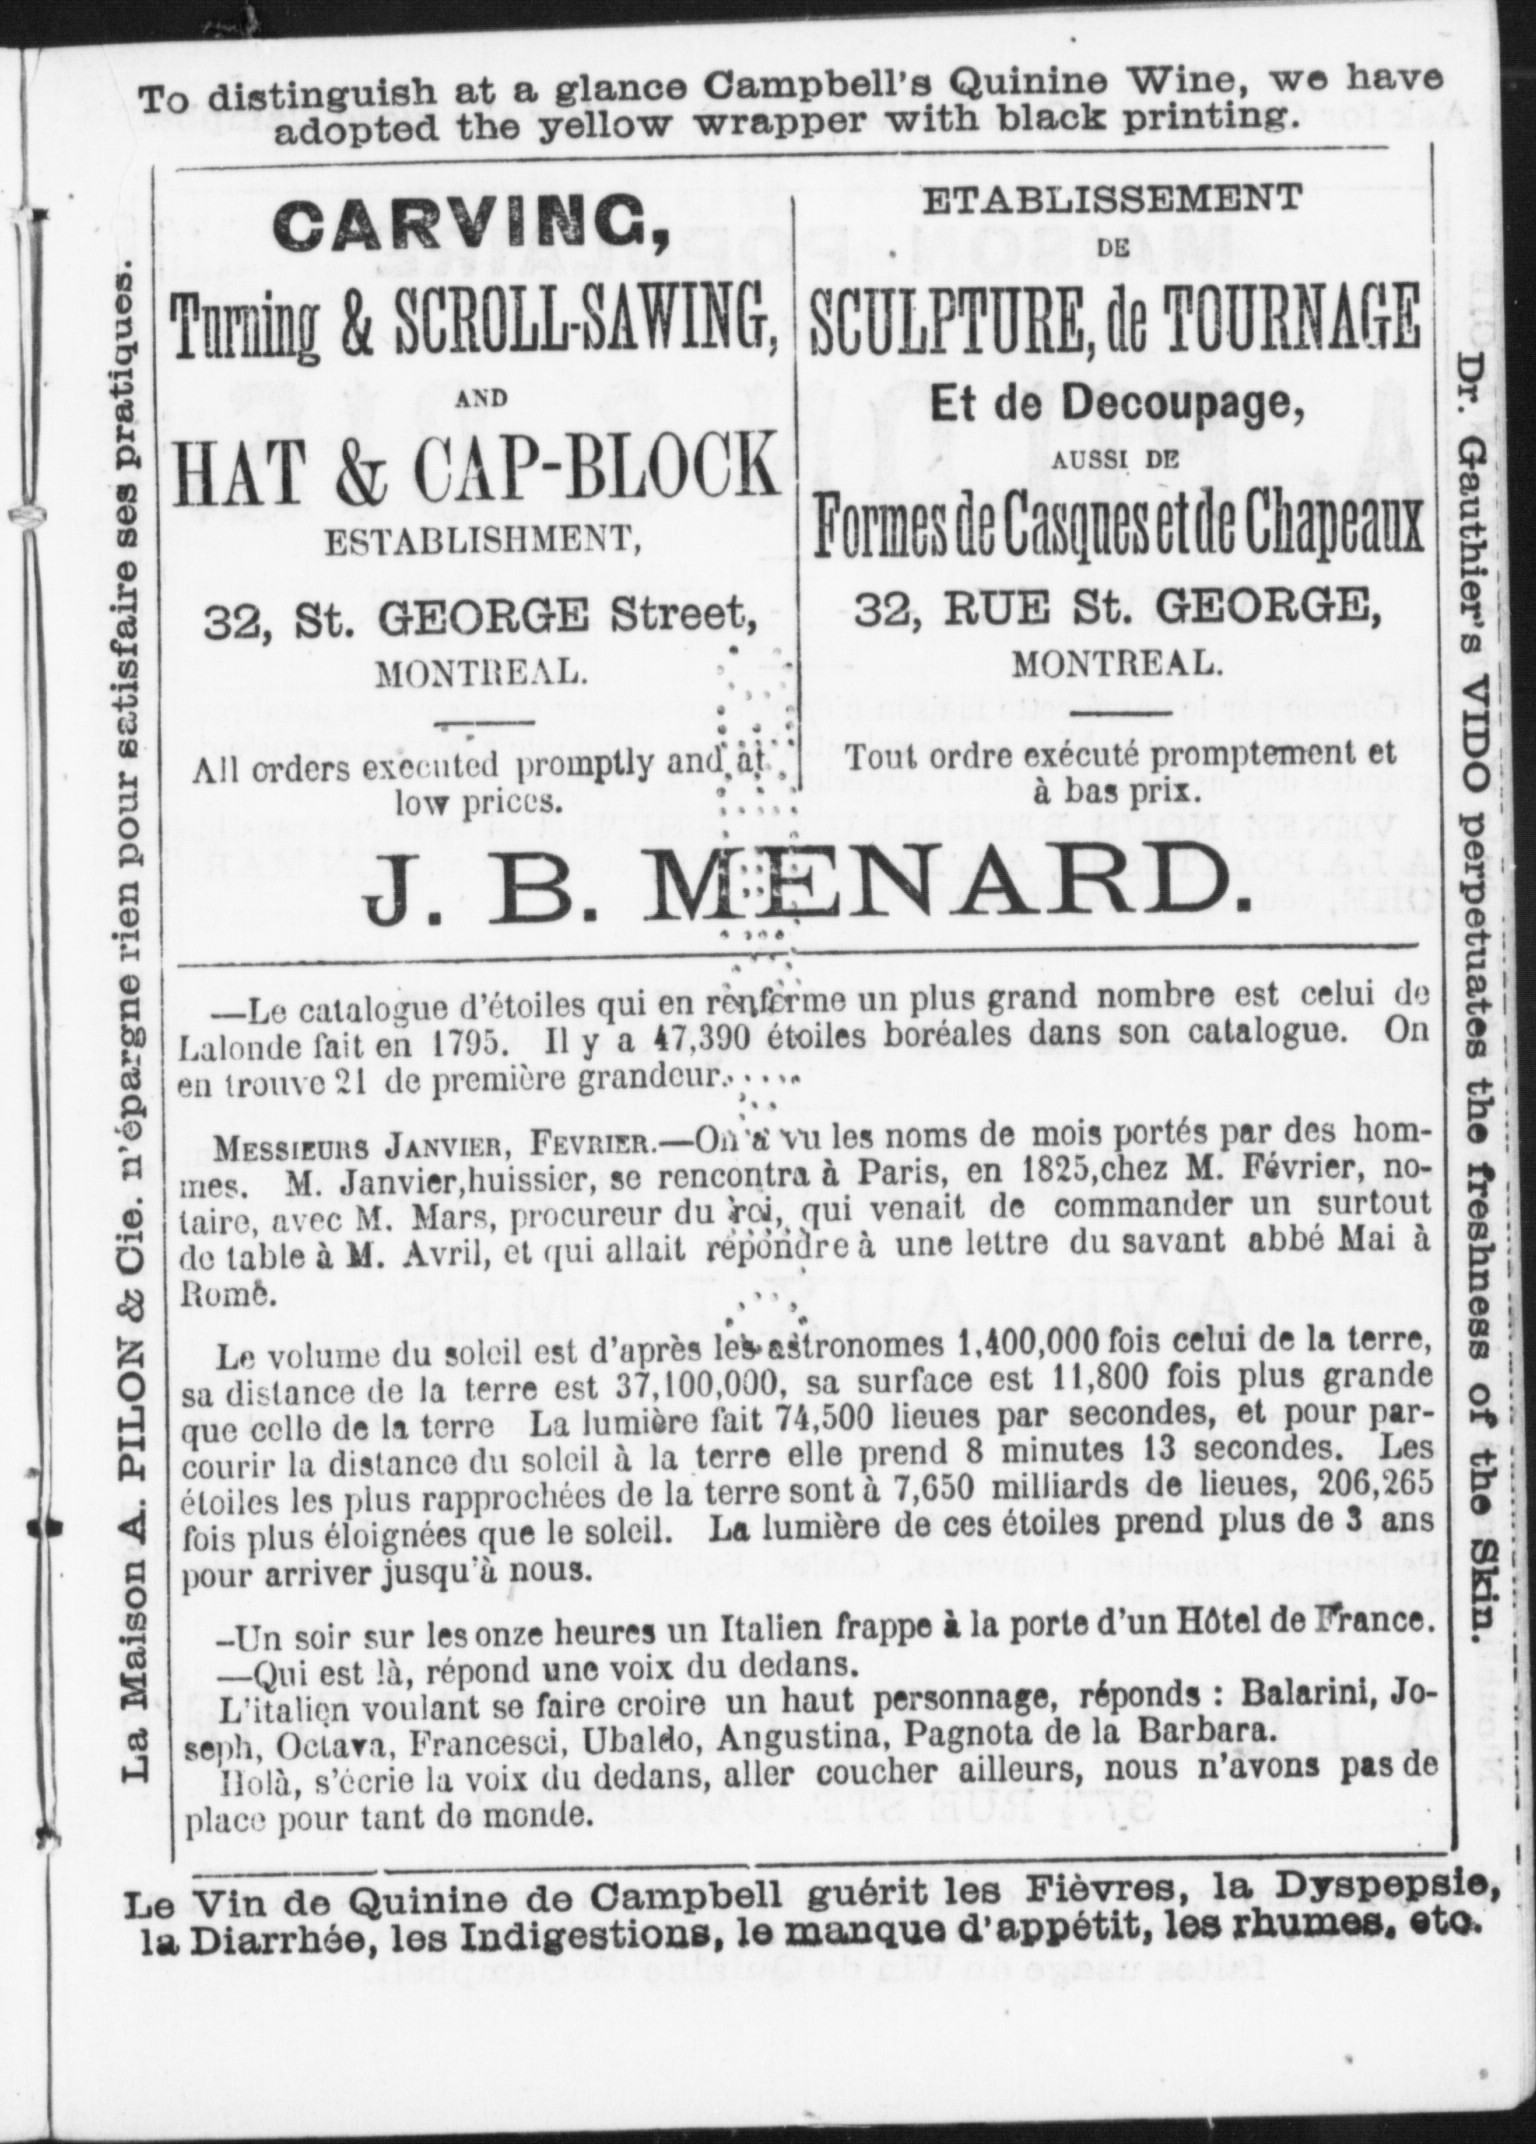 To distinguish at a glance Campbell's Quinine Wine, we have
adopted the yellow wrapper with black printing.
La Maison A. PILON & Cie. n'épargne rien pour satisfaire ses pratiques.
CARVING,
Turning & SCROLL-SAWING,
AND
HAT & CAP-BLOCK
ESTABLISHMENT,
32, St. GEORGE Street,
MONTREAL.
All orders executed promptly and at
low prices.
ETABLISSEMENT
DE
SCULPTURE, de TOURNAGE
Et de Decoupage,
AUSSI DE
Formes de Casques et de Chapeaux
32, RUE St. GEORGE,
MONTREAL.
Tout ordre exécuté promptement et
à bas prix.
J. B. MENARD.
—Le catalogue d'étoiles qui en renferme un plus grand nombre est celui de
Lalonde fait en 1795. Il y a 47,390 étoiles boréales dans son catalogue. On
en trouve 21 de première grandeur.
MESSIEURS JANVIER, FEVRIER.—On a vu les noms de mois portés par des hom-
mes. M. Janvier, huissier, se rencontra à Paris, en 1825, chez M. Février, no-
taire, avec M. Mars, procureur du roi, qui venait de commander un surtout
de table à M. Avril, et qui allait répondre à une lettre du savant abbé Mai à
Rome.
Le volume du soleil est d'après les astronomes 1,400,000 fois celui de la terre,
sa distance de la terre est 37,100,000, sa surface est 11,800 fois plus grande
que celle de la terre La lumière fait 74,500 lieues par secondes, et pour par-
courir la distance du soleil à la terre elle prend 8 minutes 13 secondes. Les
étoiles les plus rapprochées de la terre sont à 7,650 milliards de lieues, 206,265
fois plus éloignées que le soleil. La lumière de ces étoiles prend plus de 3 ans
pour arriver jusqu'à nous.
–Un soir sur les onze heures un Italien frappe à la porte d'un Hôtel de France.
—Qui est là, répond une voix du dedans.
L'italien voulant se faire croire un haut personnage, réponds : Balarini, Jo-
seph, Octava, Francesci, Ubaldo, Angustina, Pagnota de la Barbara.
Holà, s'écrie la voix du dedans, aller coucher ailleurs, nous n'avons pas de
place pour tant de monde.
Dr. Gauthier's VIDO perpetuates the freshness of the Skin.
Le Vin de Quinine de Campbell guérit les Fièvres, la Dyspepsie,
la Diarrhée, les Indigestions, le manque d'appétit, les rhumes, etc.